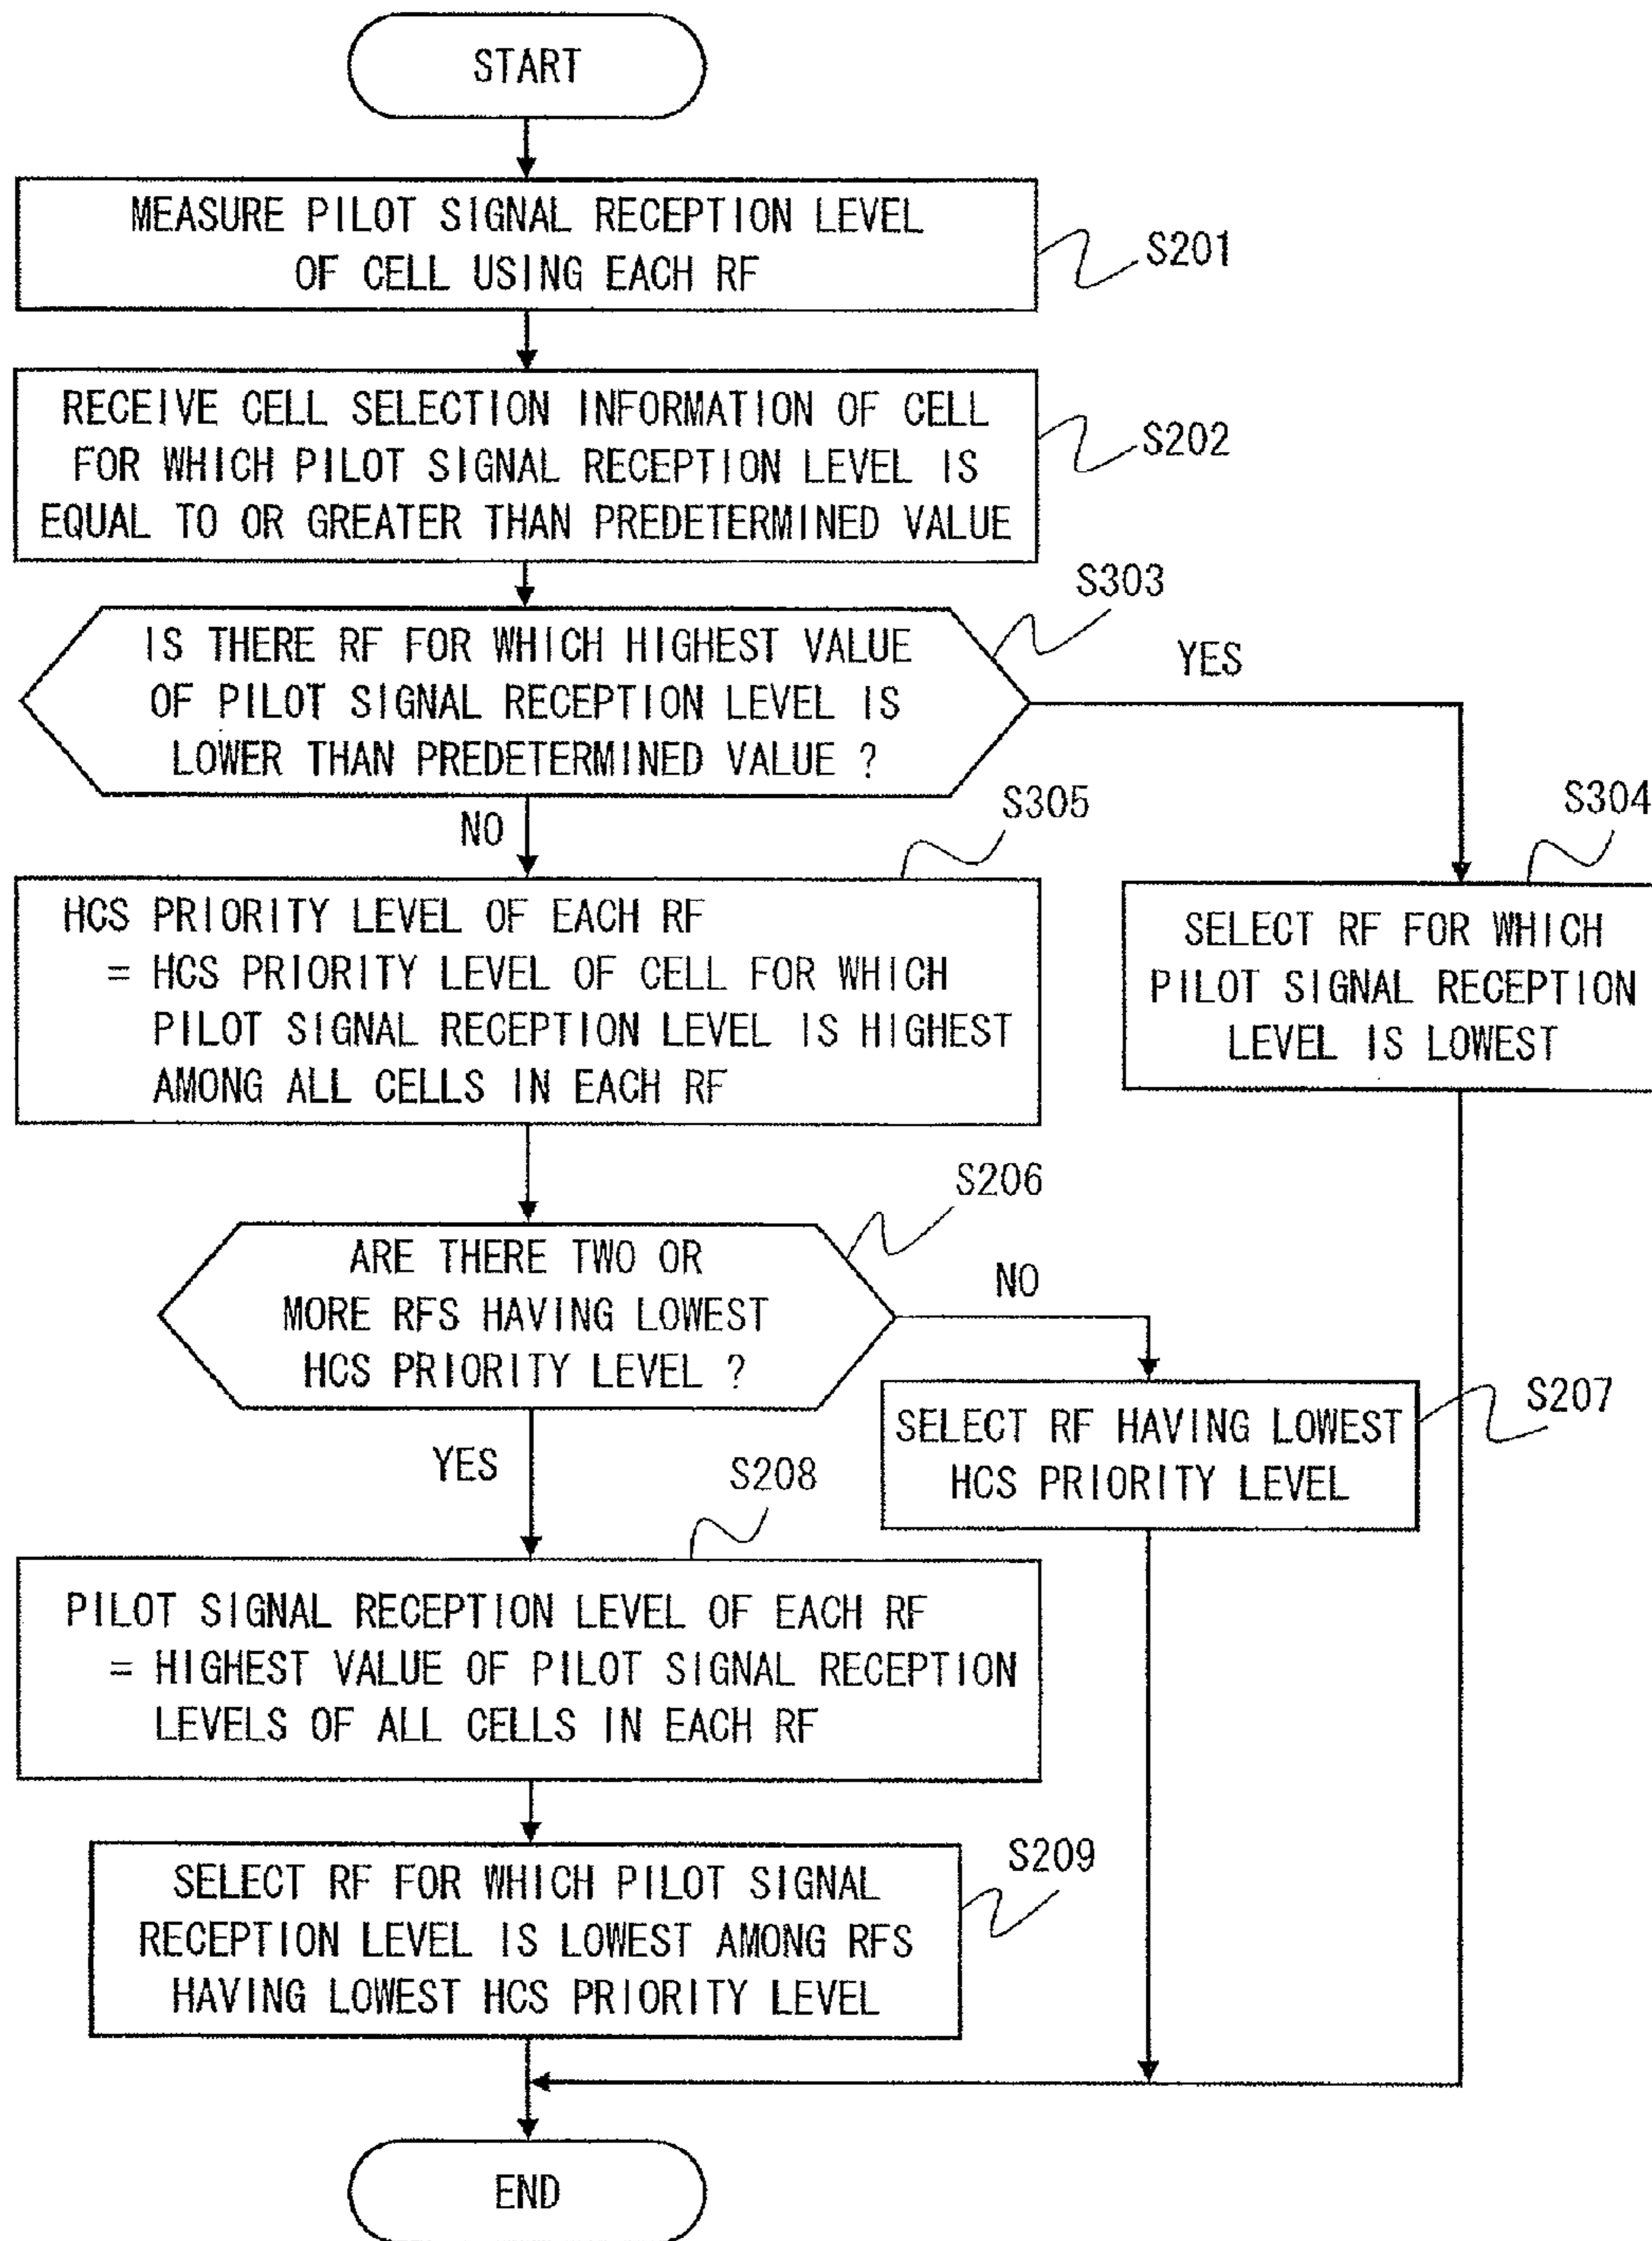 START
MEASURE PILOT SIGNAL RECEPTION LEVEL
OF CELL USING EACH RF
S201
RECEIVE CELL SELECTION INFORMATION OF CELL
FOR WHICH PILOT SIGNAL RECEPTION LEVEL IS
EQUAL TO OR GREATER THAN PREDETERMINED VALUE
S202
S303
IS THERE RF FOR WHICH HIGHEST VALUE
OF PILOT SIGNAL RECEPTION LEVEL IS
LOWER THAN PREDETERMINED VALUE ?
YES
NO
S305
S304
HCS PRIORITY LEVEL OF EACH RF
= HCS PRIORITY LEVEL OF CELL FOR WHICH
PILOT SIGNAL RECEPTION LEVEL IS HIGHEST
AMONG ALL CELLS IN EACH RF
SELECT RF FOR WHICH
PILOT SIGNAL RECEPTION
LEVEL IS LOWEST
S206
ARE THERE TWO OR
MORE RFS HAVING LOWEST
HCS PRIORITY LEVEL ?
NO
S207
SELECT RF HAVING LOWEST
HCS PRIORITY LEVEL
YES
S208
PILOT SIGNAL RECEPTION LEVEL OF EACH RF
= HIGHEST VALUE OF PILOT SIGNAL RECEPTION
LEVELS OF ALL CELLS IN EACH RF
S209
SELECT RF FOR WHICH PILOT SIGNAL
RECEPTION LEVEL IS LOWEST AMONG RFS
HAVING LOWEST HCS PRIORITY LEVEL
END